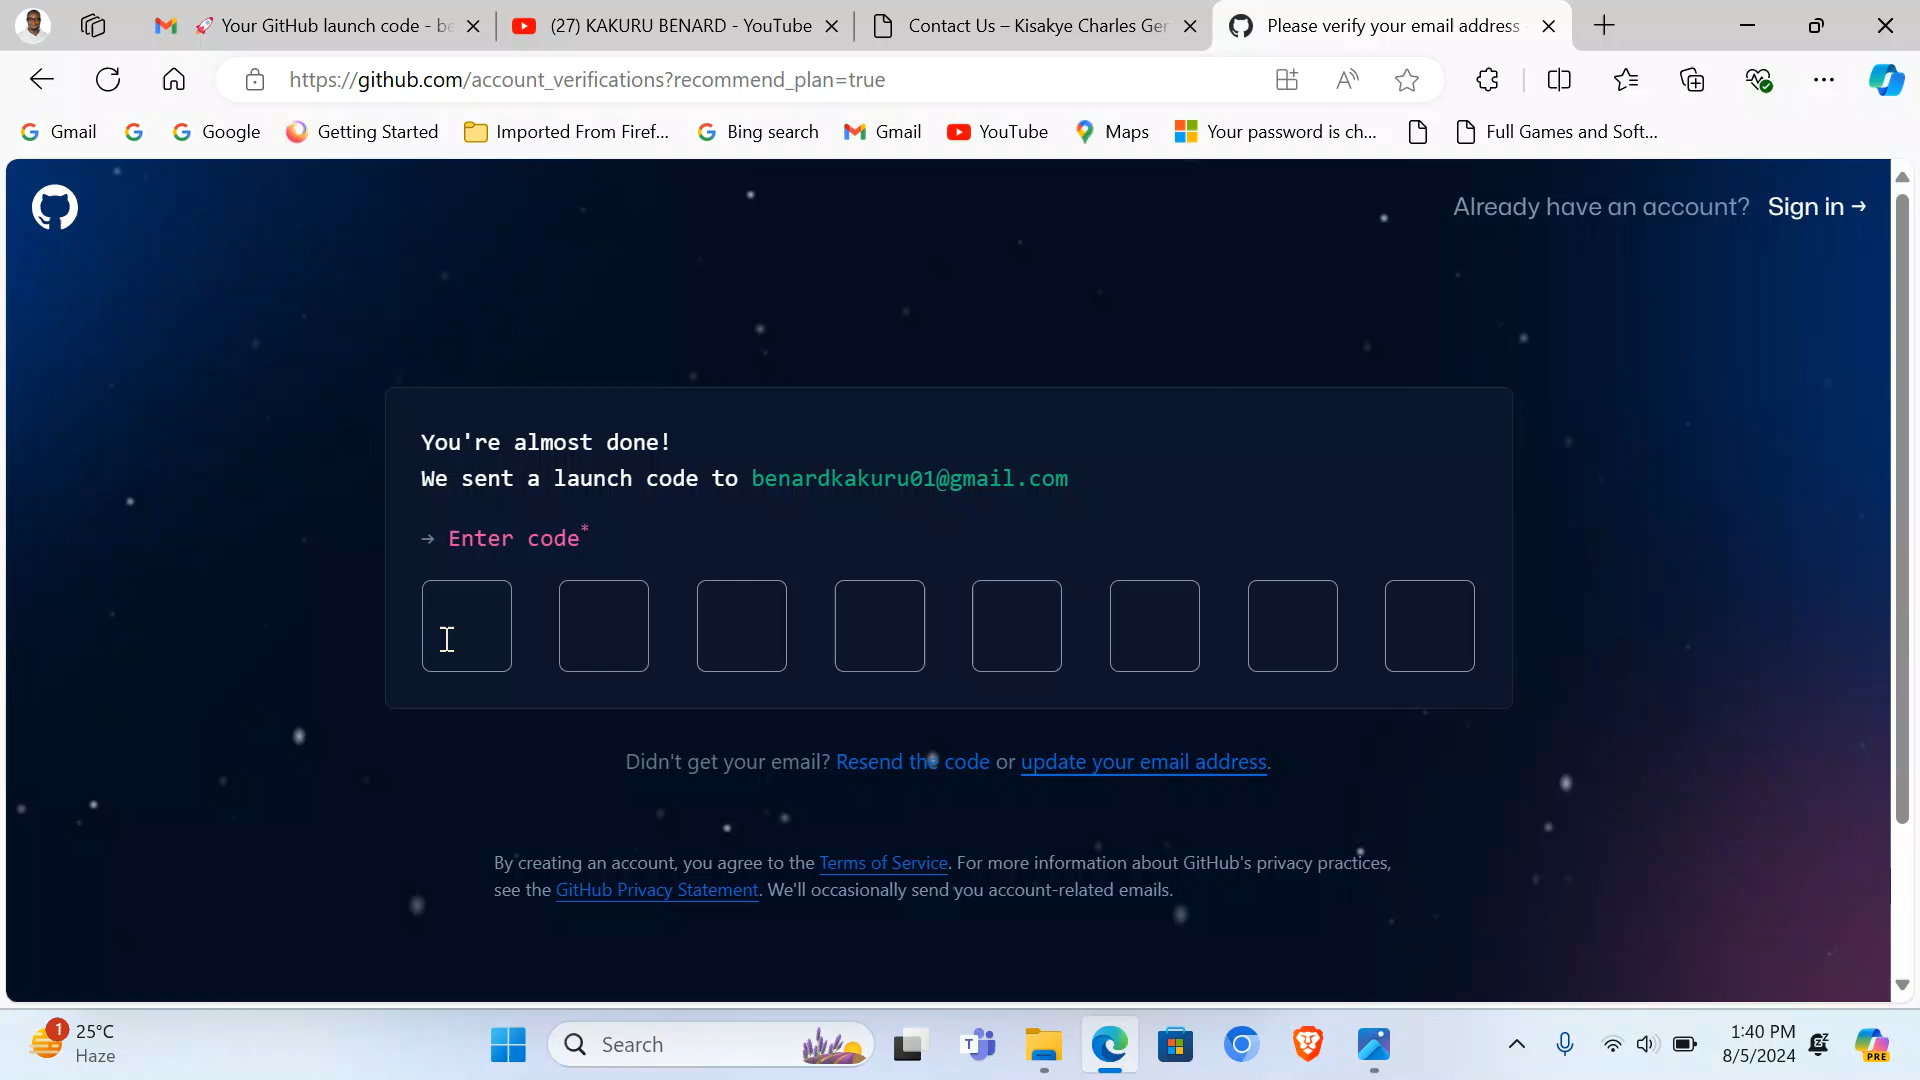 🚀 Your GitHub launch code - be
(27) KAKURU BENARD - YouTube
Contact Us – Kisakye Charles Ger
Please verify your email address
https://github.com/account_verifications?recommend_plan=true
Gmail
Google
Getting Started
Imported From Firef...
Bing search
Gmail
YouTube
Maps
Your password is ch...
Full Games and Soft...
Already have an account? Sign in →
You're almost done!
We sent a launch code to benardkakuru01@gmail.com
→ Enter code*
Didn't get your email? Resend the code or update your email address.
By creating an account, you agree to the Terms of Service. For more information about GitHub's privacy practices,
see the GitHub Privacy Statement. We'll occasionally send you account-related emails.
1
25°C
Haze
Search
1:40 PM
8/5/2024
PRE